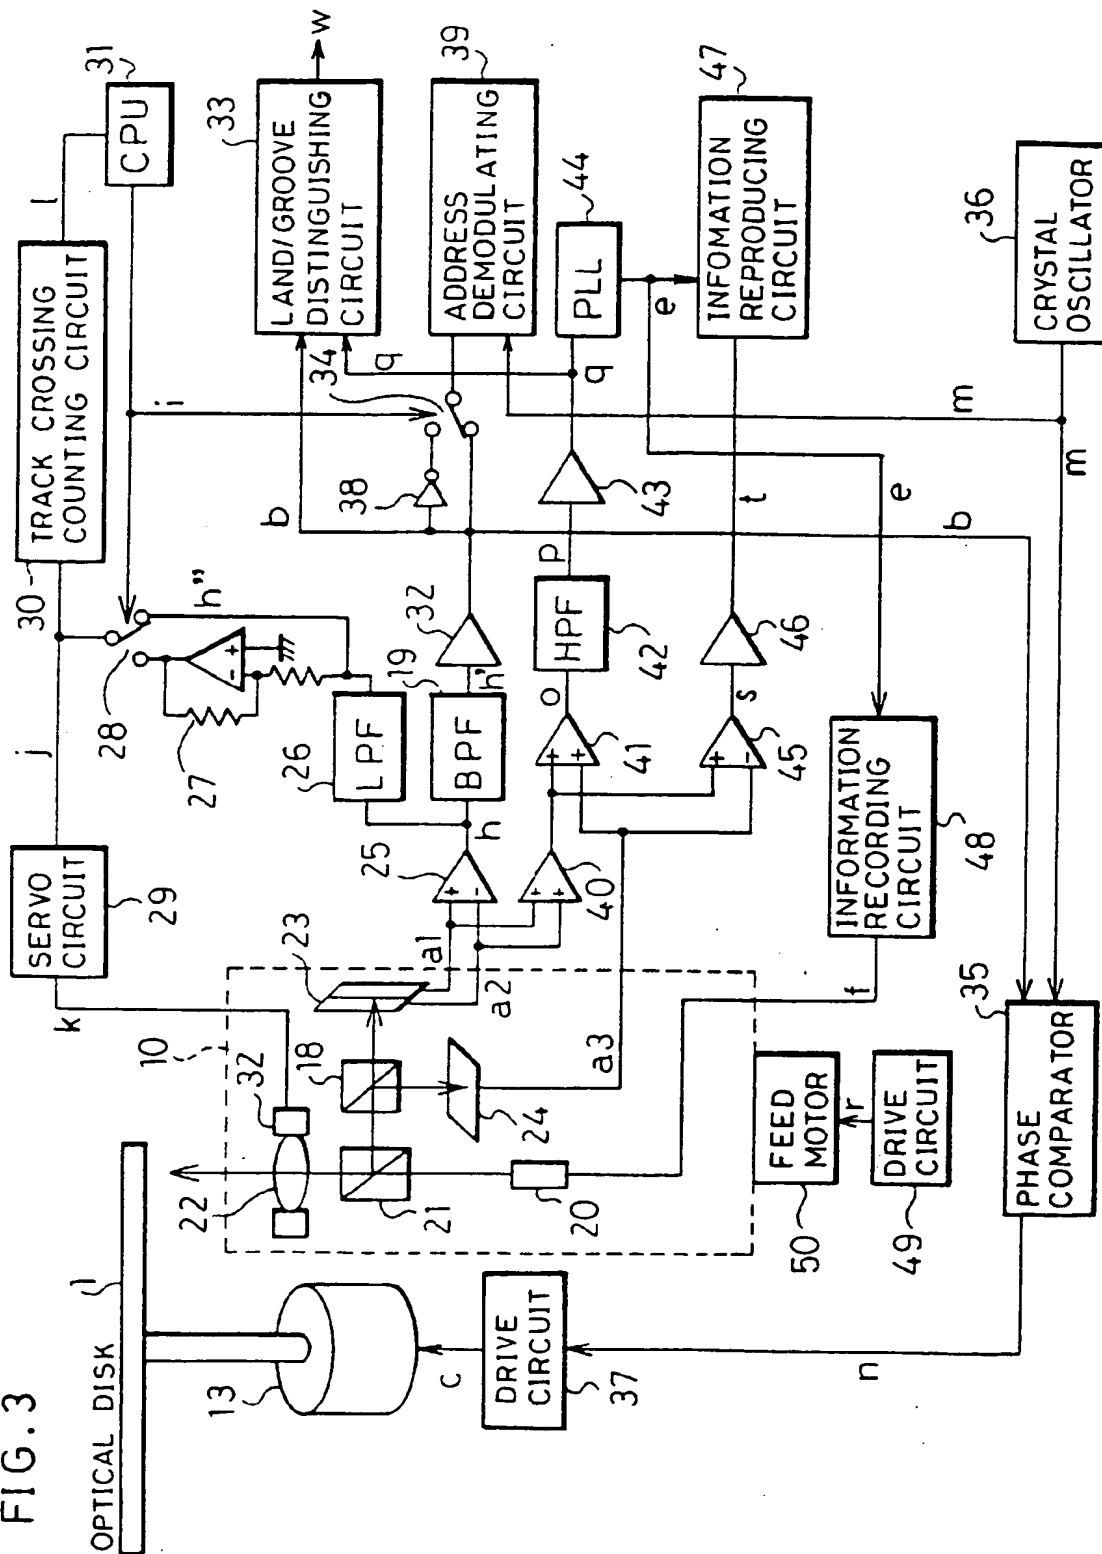 FIG. 3
OPTICAL DISK
1
13
c
DRIVE
CIRCUIT
37
n
10
22
32
21
20
18
23
24
k
a1
a2
a3
f
SERVO
CIRCUIT
29
j
FEED
MOTOR
50
r
DRIVE
CIRCUIT
49
PHASE
COMPARATOR
35
25
+
-
h
40
+
+
LPF
26
BPF
19
27
-
+
28
h"
h'
32
41
+
+
o
HPF
42
p
43
45
+
-
s
46
t
INFORMATION
RECORDING
CIRCUIT
48
30
TRACK CROSSING
COUNTING CIRCUIT
l
CPU
31
i
b
38
34
q
q
LAND/GROOVE
DISTINGUISHING
CIRCUIT
33
w
ADDRESS
DEMODULATING
CIRCUIT
39
PLL
44
e
e
INFOMATION
REPRODUCING
CIRCUIT
47
b
m
m
CRYSTAL
OSCILLATOR
36